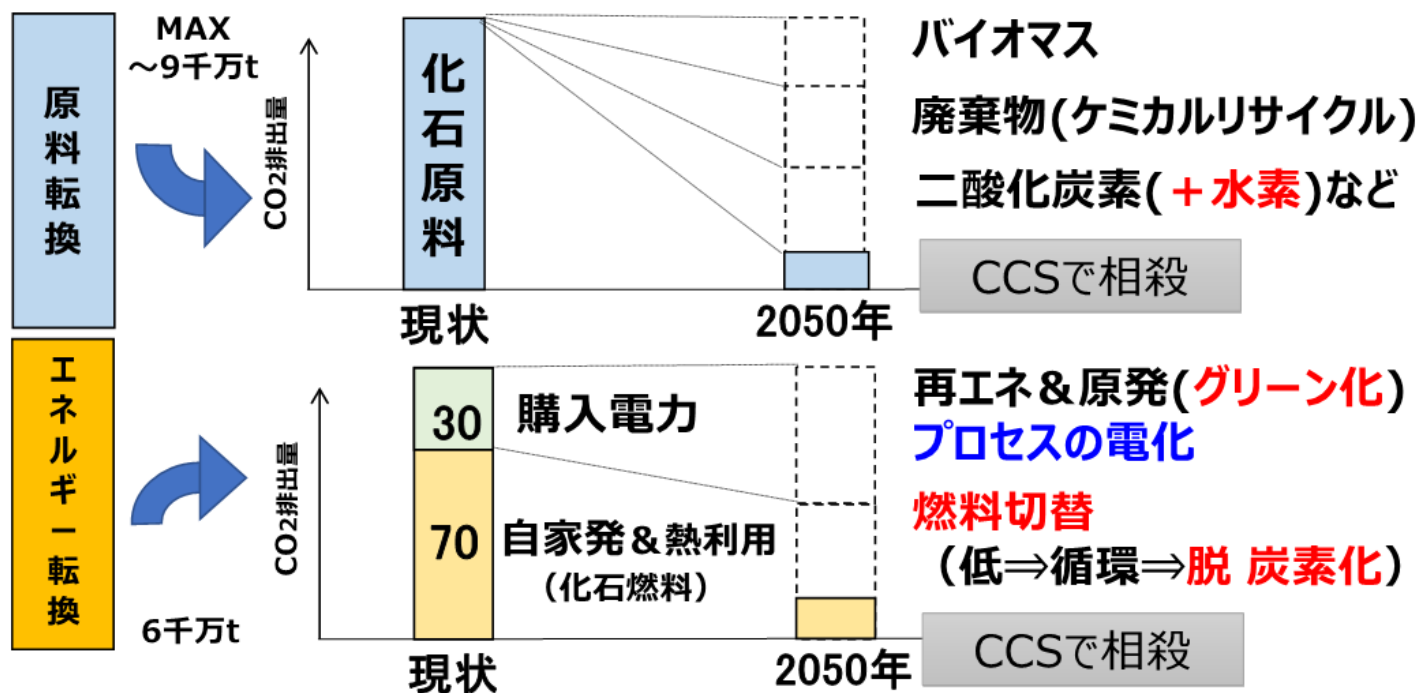 原料転換
MAX
～9千万t
CO2排出量
化石原料
現状
2050年
バイオマス
廃棄物(ケミカルリサイクル)
二酸化炭素(＋水素)など
CCSで相殺
エネルギー転換
6千万t
CO2排出量
30
購入電力
70
自家発＆熱利用
（化石燃料）
現状
2050年
再エネ＆原発(グリーン化)
プロセスの電化
燃料切替
（低⇒循環⇒脱 炭素化）
CCSで相殺